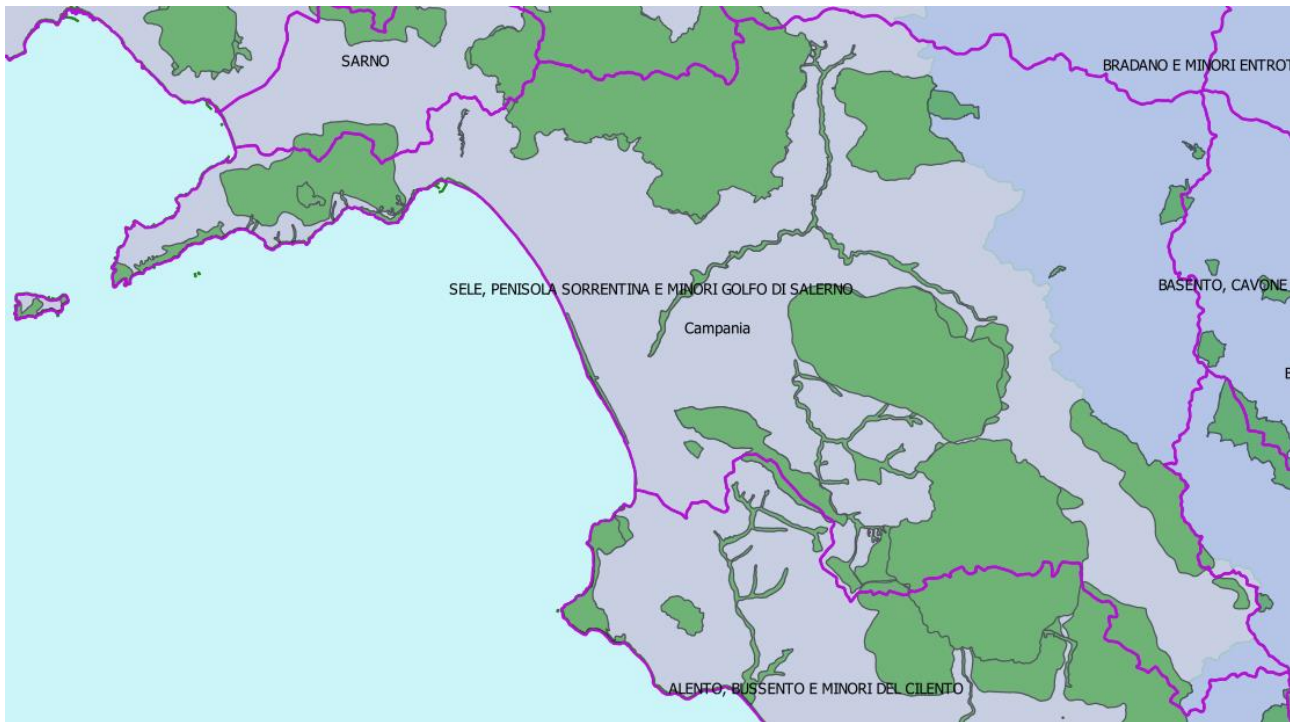 SARNO
BRADANO E MINORI ENTROT
SELE, PENISOLA SORRENTINA E MINORI GOLFO DI SALERNO
BASENTO, CAVONE
Campania
ALENTO, BUSSENTO E MINORI DEL CILENTO